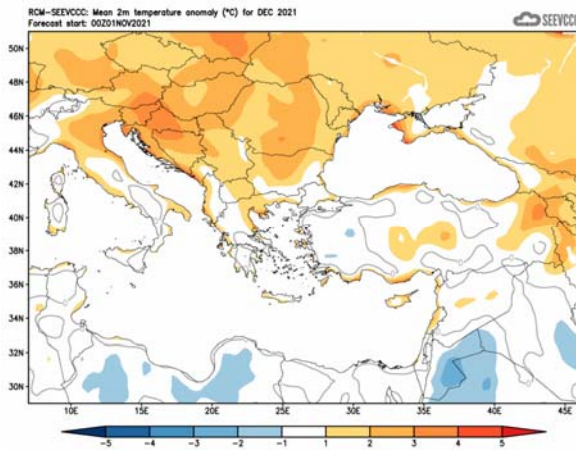 RCM-SEEVCCC: Mean 2m temperature anomaly (°C) for DEC 2021
Forecast start: 00Z01NOV2021
SEEVCCC
50N
48N
46N
44N
42N
40N
38N
36N
34N
32N
30N
10E 15E 20E 25E 30E 35E 40E 45E
-5 -4 -3 -2 -1 1 2 3 4 5